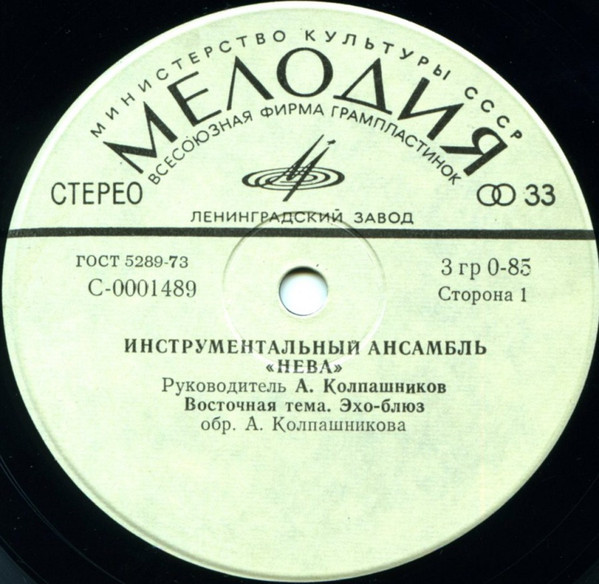 МИНИСТЕРСТВО КУЛЬТУРЫ СССР
МЕЛОДИЯ
ВСЕСОЮЗНАЯ ФИРМА ГРАМПЛАСТИНОК
СТЕРЕО
33
ЛЕНИНГРАДСКИЙ ЗАВОД
ГОСТ 5289-73
3 гр 0-85
С-0001489
Сторона 1
ИНСТРУМЕНТАЛЬНЫЙ АНСАМБЛЬ
«НЕВА»
Руководитель А. Колпашников
Восточная тема. Эхо-блюз
обр. А. Колпашникова